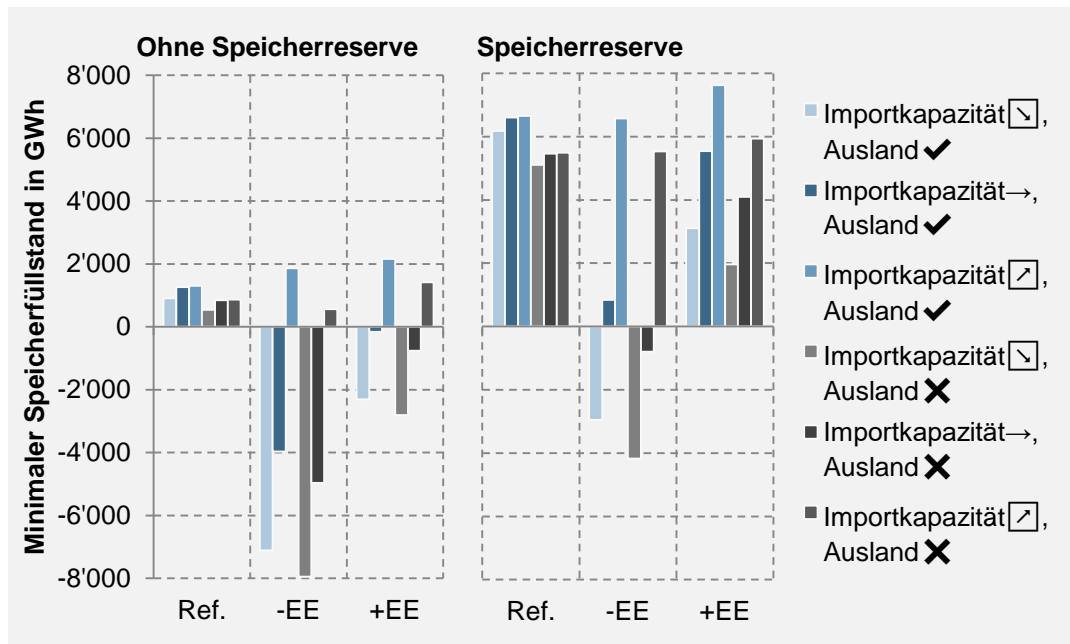 Ohne Speicherreserve
Speicherreserve
Minimaler Speicherfüllstand in GWh
8'000
6'000
4'000
2'000
0
-2'000
-4'000
-6'000
-8'000
Ref.
-EE
+EE
Ref.
-EE
+EE
Importkapazität ↘,
Ausland ✔
Importkapazität→,
Ausland ✔
Importkapazität ↗,
Ausland ✔
Importkapazität ↘,
Ausland ✖
Importkapazität→,
Ausland ✖
Importkapazität ↗,
Ausland ✖